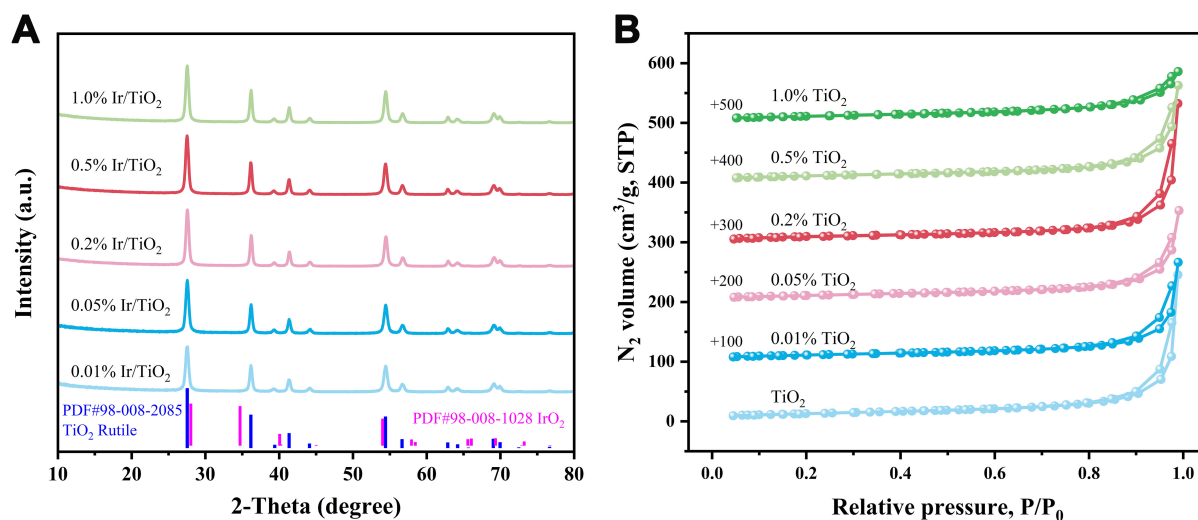 A
1.0% Ir/TiO₂
0.5% Ir/TiO₂
0.2% Ir/TiO₂
0.05% Ir/TiO₂
0.01% Ir/TiO₂
PDF#98-008-2085
TiO₂ Rutile
PDF#98-008-1028 IrO₂
Intensity (a.u.)
10 20 30 40 50 60 70 80
2-Theta (degree)
B
600
500
400
300
200
100
0
N₂ volume (cm³/g, STP)
+500 1.0% TiO₂
+400 0.5% TiO₂
+300 0.2% TiO₂
+200 0.05% TiO₂
+100 0.01% TiO₂
TiO₂
0.0 0.2 0.4 0.6 0.8 1.0
Relative pressure, P/P₀